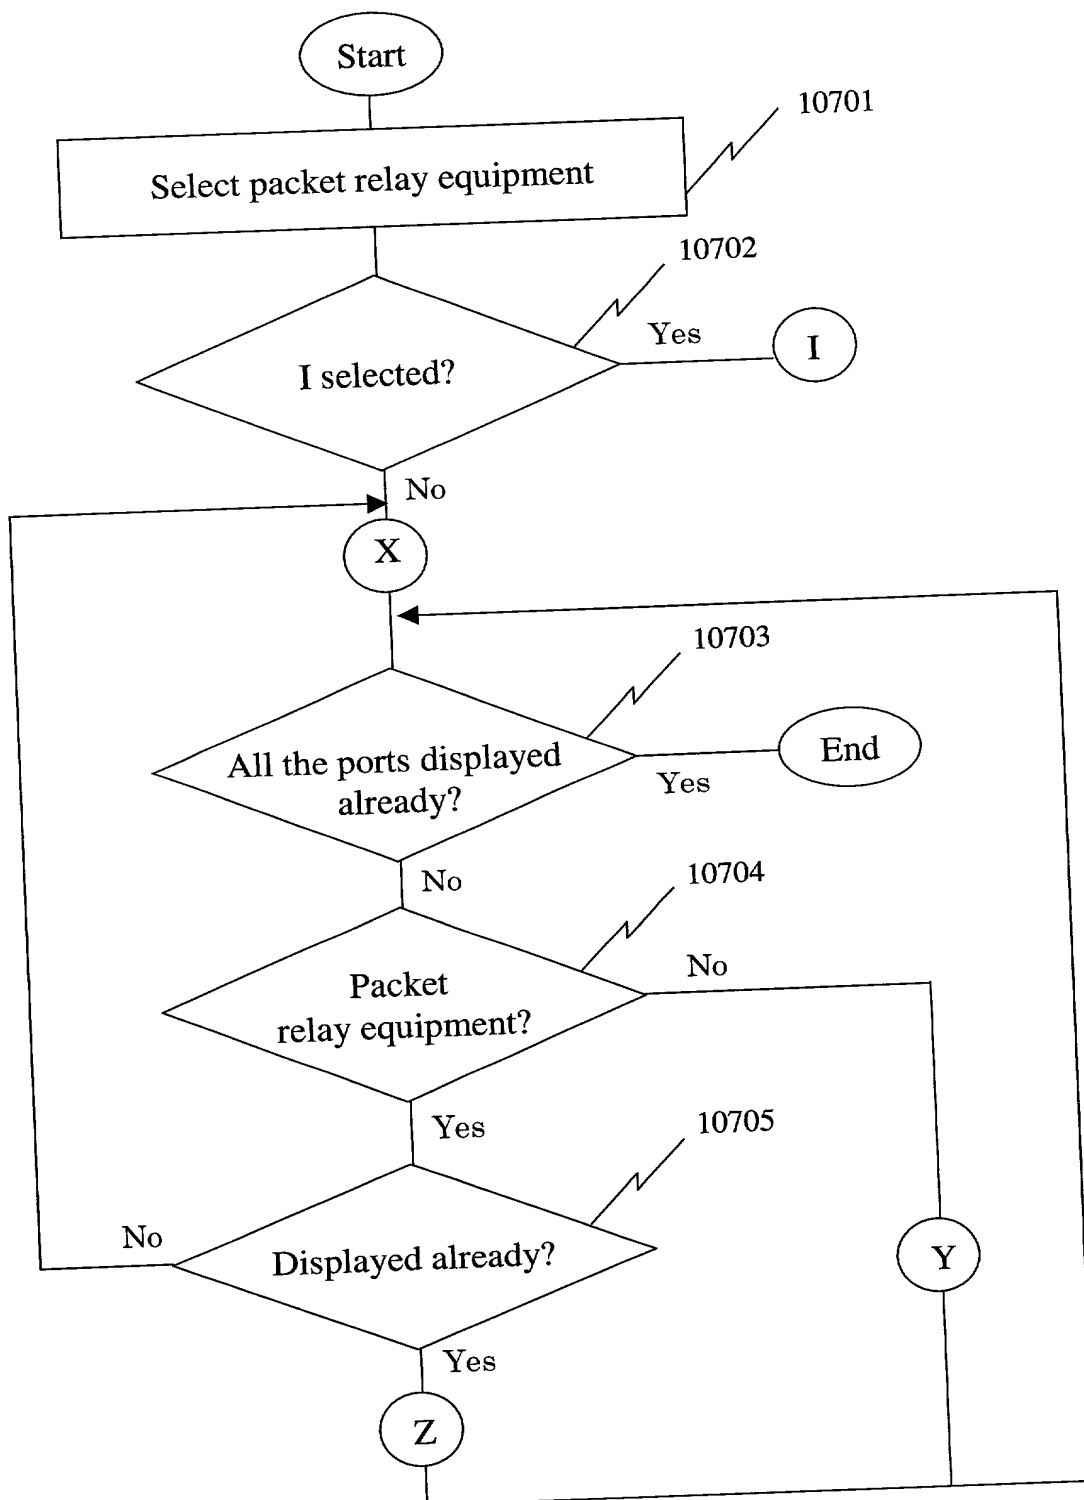 Start
10701
Select packet relay equipment
10702
Yes
I
I selected?
No
X
10703
All the ports displayed
already?
Yes
End
No
10704
No
Packet
relay equipment?
Yes
10705
No
Displayed already?
Y
Yes
Z